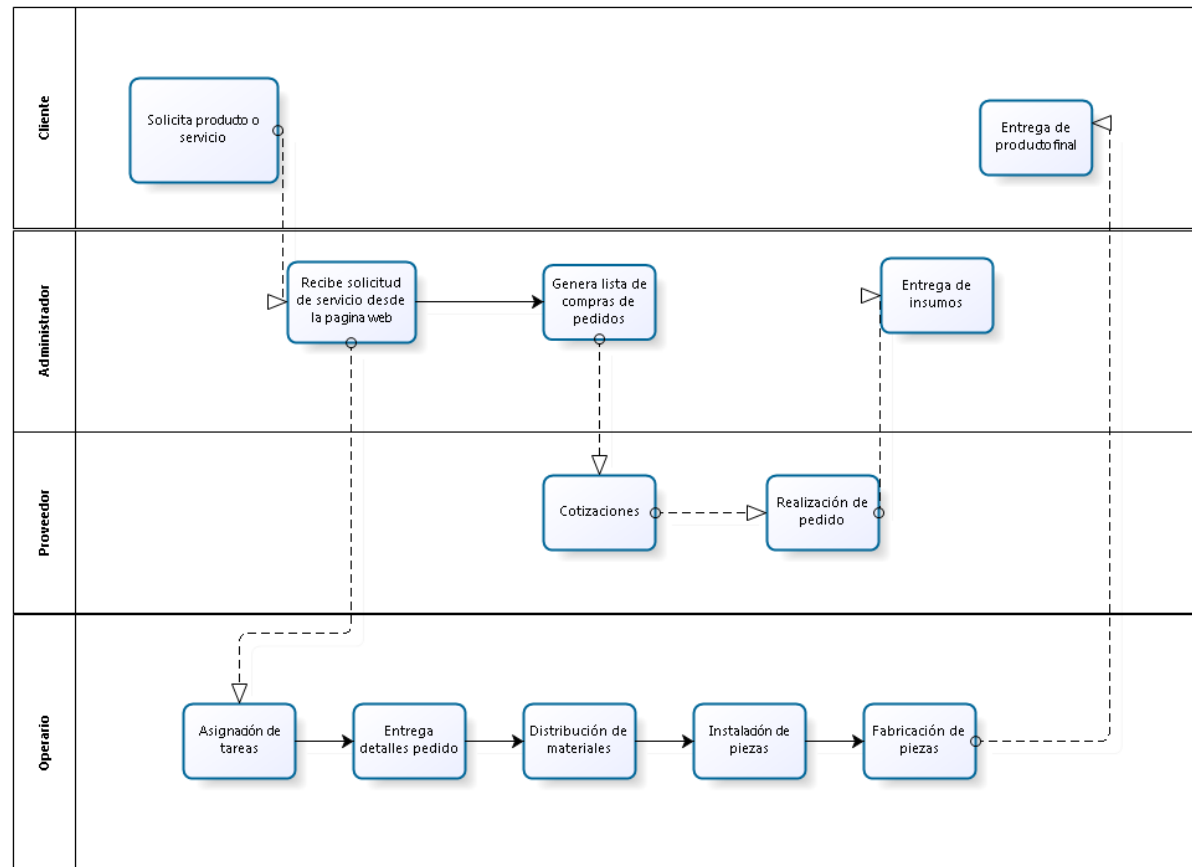 Cliente
Solicita producto o
servicio
Entrega de
producto final
Administrador
Recibe solicitud
de servicio desde
la pagina web
Genera lista de
compras de
pedidos
Entrega de
insumos
Proveedor
Cotizaciones
Realización de
pedido
Operario
Asignación de
tareas
Entrega
detalles pedido
Distribución de
materiales
Instalación de
piezas
Fabricación de
piezas